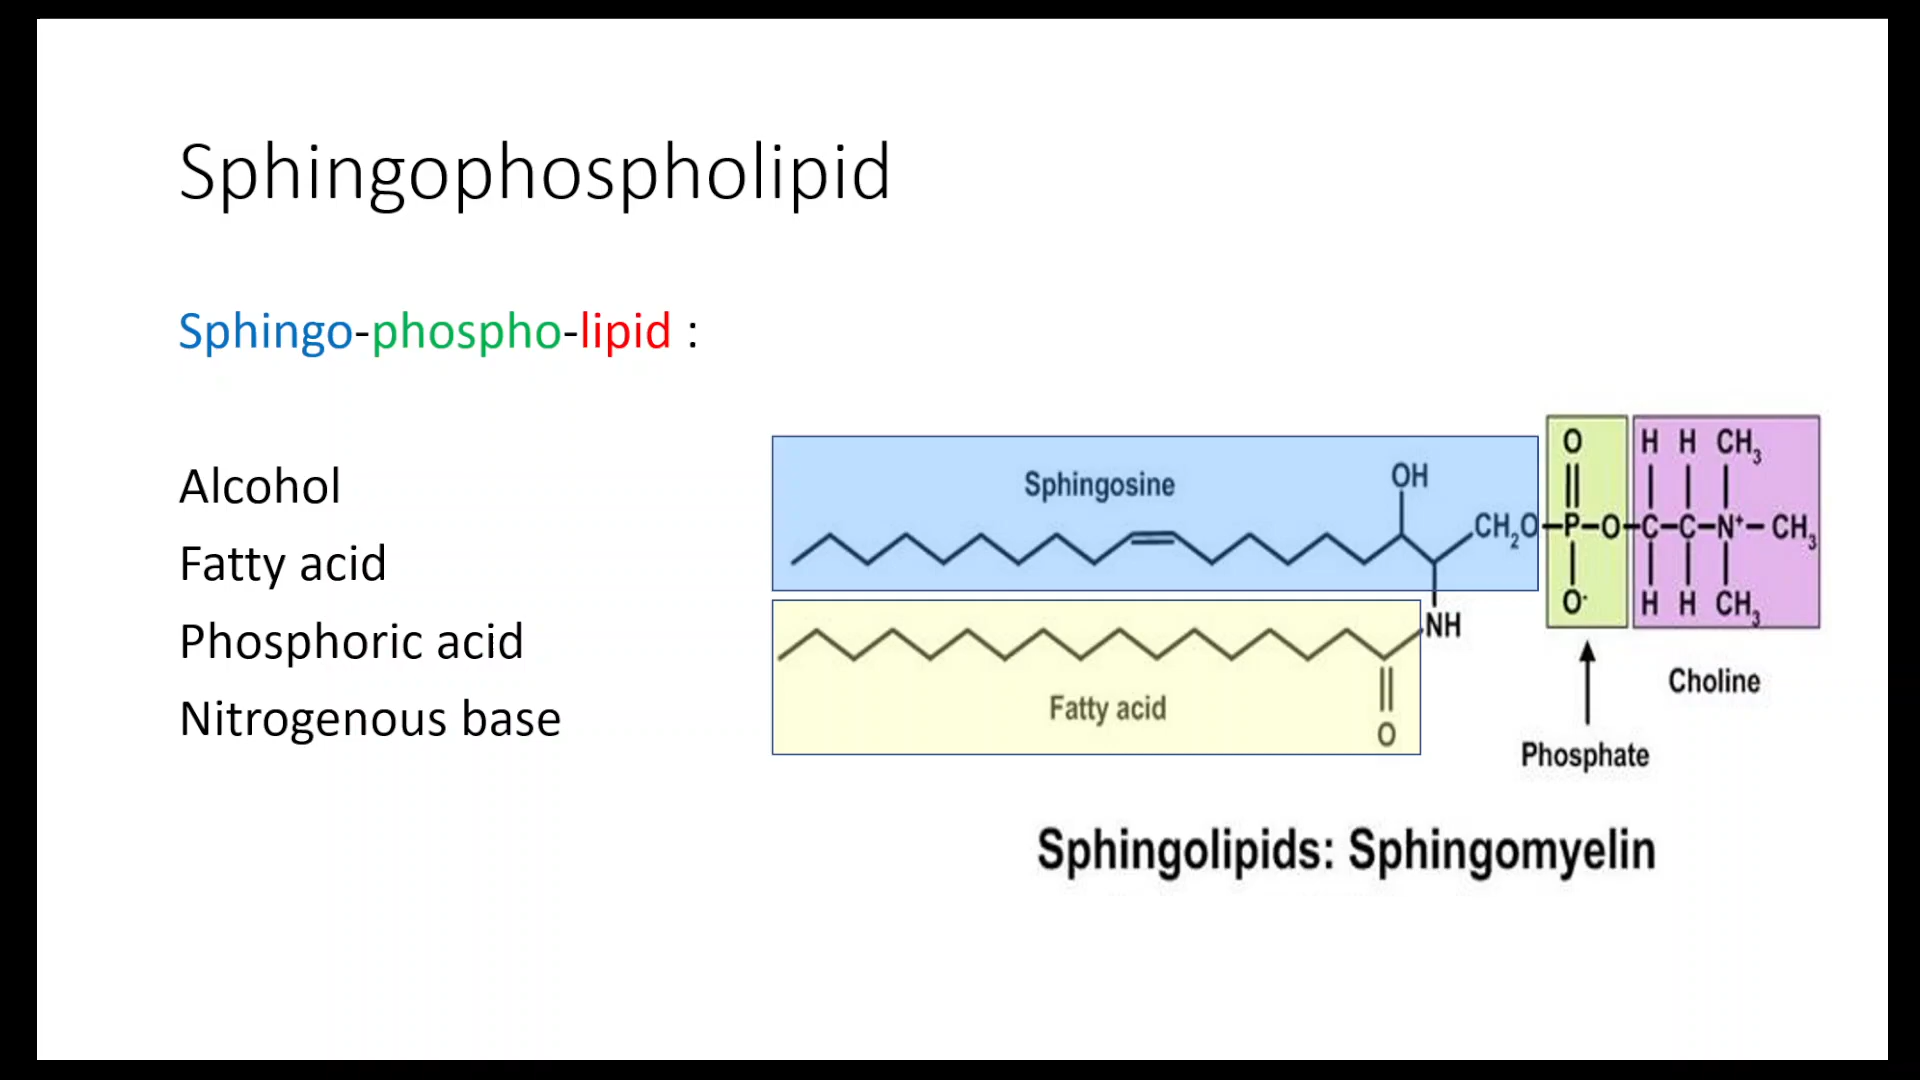 Sphingophospholipid
Sphingo-phospho-lipid :
Alcohol
Fatty acid
Phosphoric acid
Nitrogenous base
Sphingosine
OH
CH₂O
NH
Fatty acid
O
O
P
O
O⁻
H H CH₃
C–C–N⁺–CH₃
H H CH₃
Phosphate
Choline
Sphingolipids: Sphingomyelin